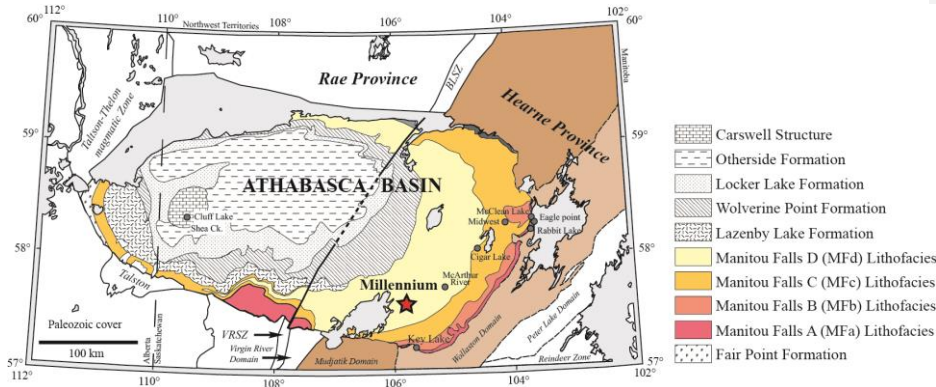 112°
110°
108°
106°
104°
102°
60°
60°
Northwest Territories
Manitoba
Rae Province
BLSZ
Hearne Province
Taltson-Thelon
magmatic Zone
59°
59°
ATHABASCA BASIN
Cluff Lake
Shea Ck.
McClean Lake
Midwest
Eagle point
Rabbit Lake
58°
58°
Cigar Lake
McArthur
River
Millennium
Talston
Paleozoic cover
100 km
Alberta
Saskatchewan
VRSZ
Virgin River
Domain
Key Lake
Mudjatik Domain
Wollaston Domain
Peter Lake Domain
Reindeer Zone
57°
57°
112°
110°
108°
106°
104°
102°
Carswell Structure
Otherside Formation
Locker Lake Formation
Wolverine Point Formation
Lazenby Lake Formation
Manitou Falls D (MFd) Lithofacies
Manitou Falls C (MFc) Lithofacies
Manitou Falls B (MFb) Lithofacies
Manitou Falls A (MFa) Lithofacies
Fair Point Formation